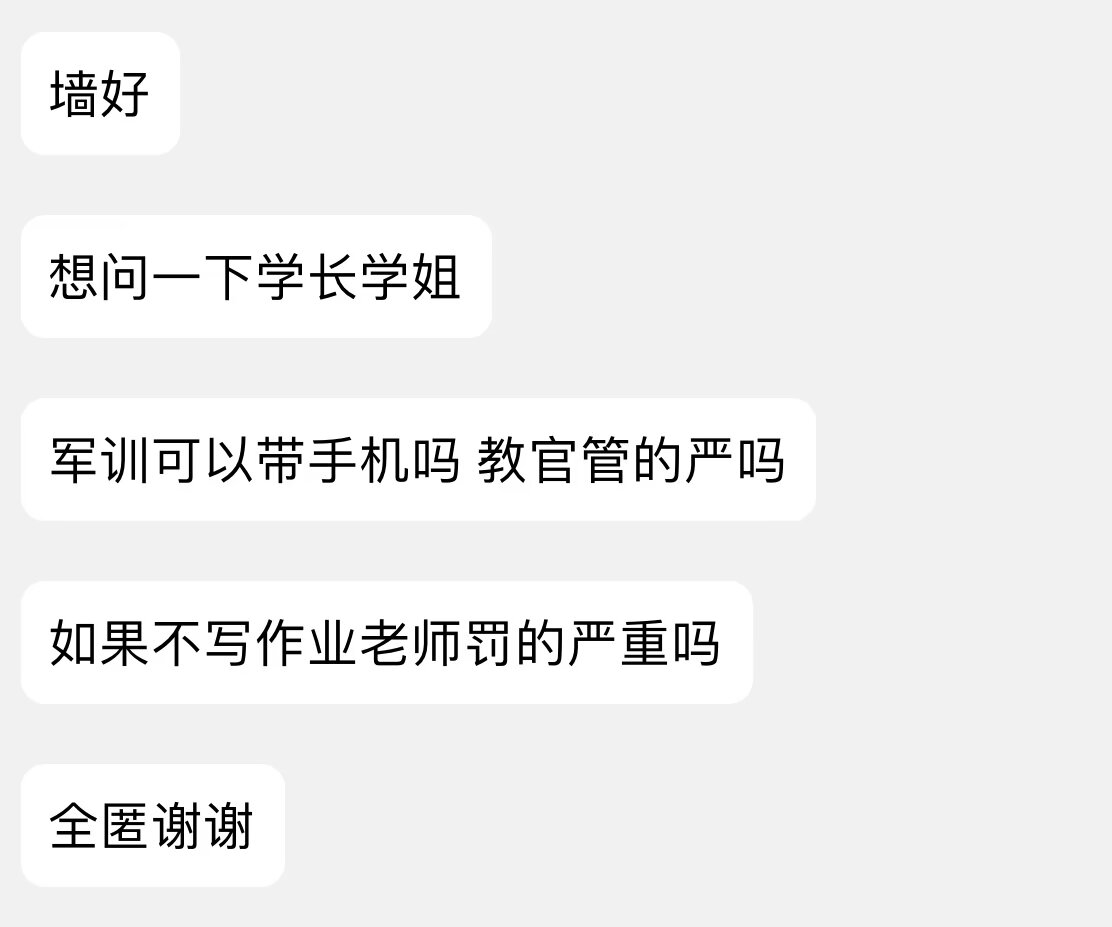 墙好
想问一下学长学姐
军训可以带手机吗 教官管的严吗
如果不写作业老师罚的严重吗
全匿谢谢